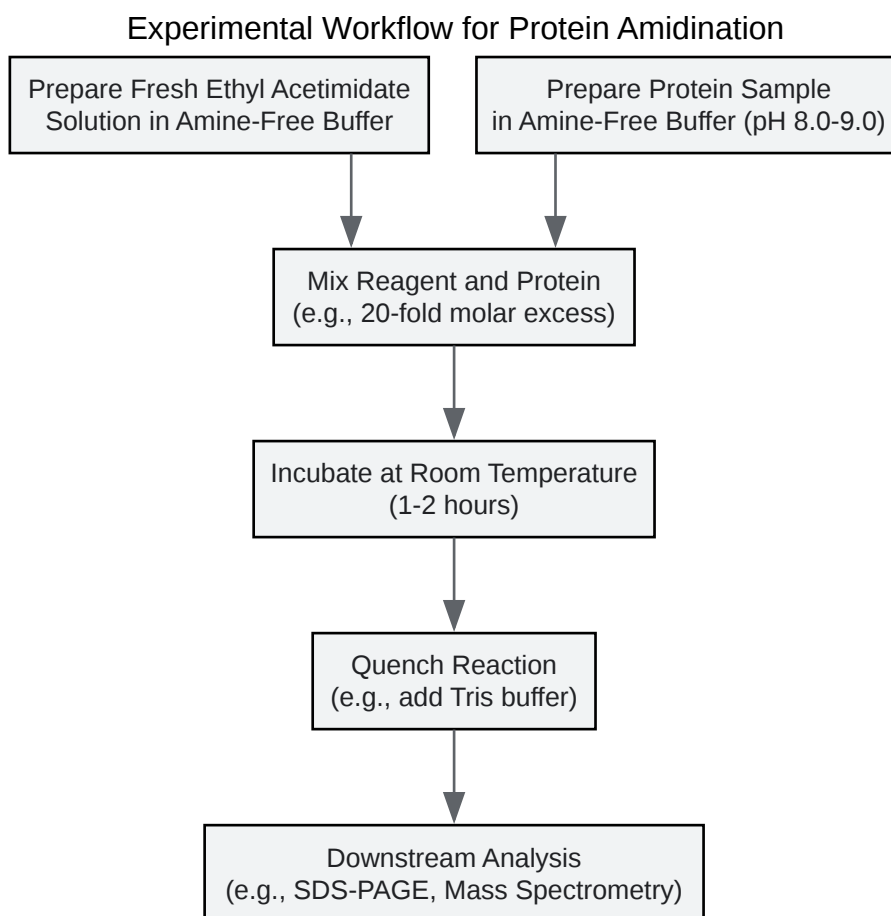 Experimental Workflow for Protein Amidination
Prepare Fresh Ethyl Acetimidate
Solution in Amine-Free Buffer
Prepare Protein Sample
in Amine-Free Buffer (pH 8.0-9.0)
Mix Reagent and Protein
(e.g., 20-fold molar excess)
Incubate at Room Temperature
(1-2 hours)
Quench Reaction
(e.g., add Tris buffer)
Downstream Analysis
(e.g., SDS-PAGE, Mass Spectrometry)